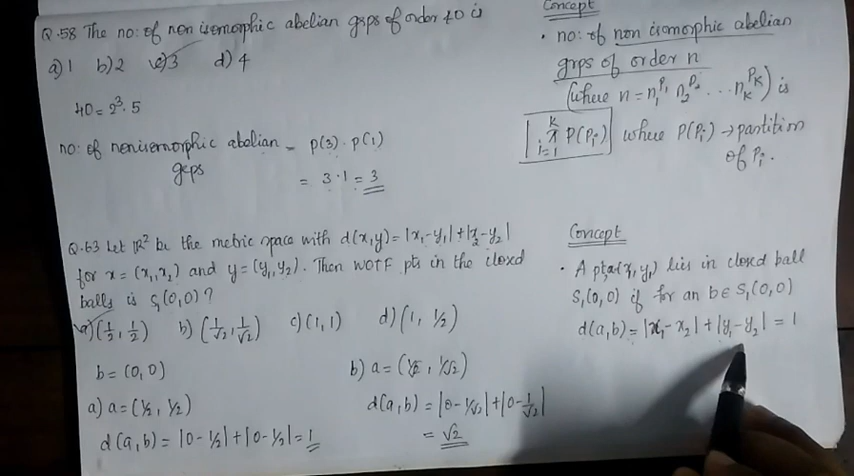 Q.58 The no: of non isomorphic abelian grps of order 40 is
a) 1 b) 2 c) 3 d) 4
40 = 2³·5
no: of nonisomorphic abelian grps = p(3)·p(1)
= 3·1 = 3
Concept
• no: of non isomorphic abelian
grps of order n
(where n = n₁^P₁ n₂^P₂ ... nₖ^Pₖ) is
π i=1 k P(Pᵢ) where P(Pᵢ) → partition
of Pᵢ.
Q.63 Let ℝ² be the metric space with d(x,y) = |x₁-y₁|+|x₂-y₂|
for x = (x₁,x₂) and y = (y₁,y₂). Then WOTF pts in the closed
balls is S₁(0,0)?
a) (1/2, 1/2) b) (1/√2, 1/√2) c) (1,1) d) (1, 1/2)
b = (0,0)
a) a = (1/2, 1/2)
d(a,b) = |0-1/2|+|0-1/2| = 1
b) a = (1/√2, 1/√2)
d(a,b) = |0-1/√2|+|0-1/√2|
= √2
Concept
• A pt a(x₁,y₁) lies in closed ball
S₁(0,0) if for an b∈S₁(0,0)
d(a,b) = |x₁-x₂|+|y₁-y₂| = 1